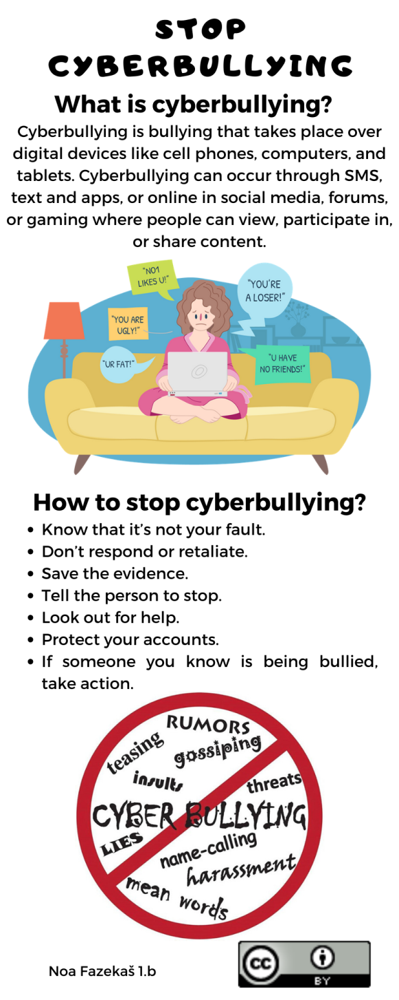 STOP
CYBERBULLYING
What is cyberbullying?
Cyberbullying is bullying that takes place over
digital devices like cell phones, computers, and
tablets. Cyberbullying can occur through SMS,
text and apps, or online in social media, forums,
or gaming where people can view, participate in,
or share content.
"NO1
LIKES U!"
"YOU'RE
A LOSER!"
"YOU ARE
UGLY!"
"UR FAT!"
"U HAVE
NO FRIENDS!"
How to stop cyberbullying?
• Know that it's not your fault.
• Don't respond or retaliate.
• Save the evidence.
• Tell the person to stop.
• Look out for help.
• Protect your accounts.
• If someone you know is being bullied,
take action.
RUMORS
teasing
gossiping
insults
threats
CYBER BULLYING
LIES
name-calling
harassment
mean words
Noa Fazekaš 1.b
cc
BY